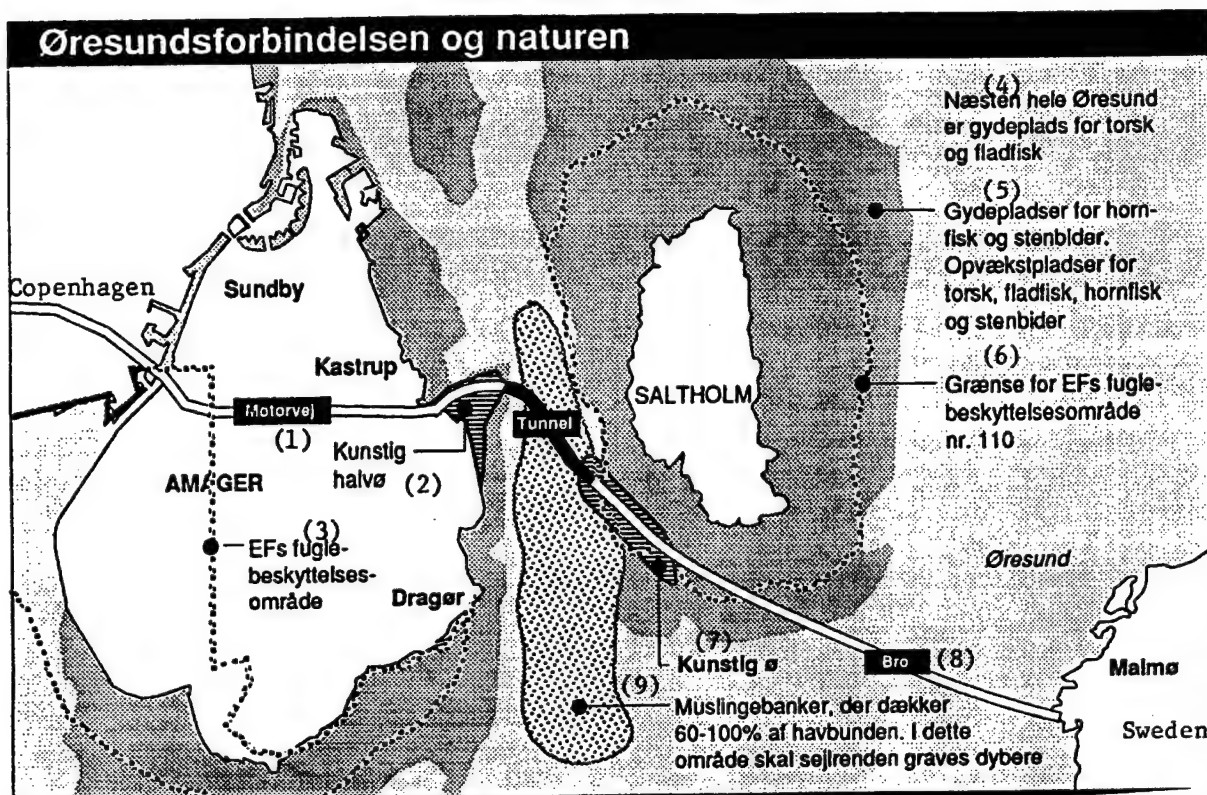 Øresundsforbindelsen og naturen
(4)
Næsten hele Øresund
er gydeplads for torsk
og fladfisk
(5)
Gydepladser for horn-
fisk og stenbider.
Opvækstpladser for
torsk, fladfisk, hornfisk
og stenbider
(6)
Grænse for EFs fugle-
beskyttelsesområde
nr. 110
Copenhagen
Sundby
Kastrup
SALTHOLM
Motorvej
(1)
Tunnel
Kunstig
halvø (2)
AMAGER
(3)
EFs fugle-
beskyttelses-
område
Dragør
Øresund
(7)
Kunstig ø
Bro (8)
Malmø
Sweden
(9)
Muslingebanker, der dækker
60-100% af havbunden. I dette
område skal sejlrenden graves dybere